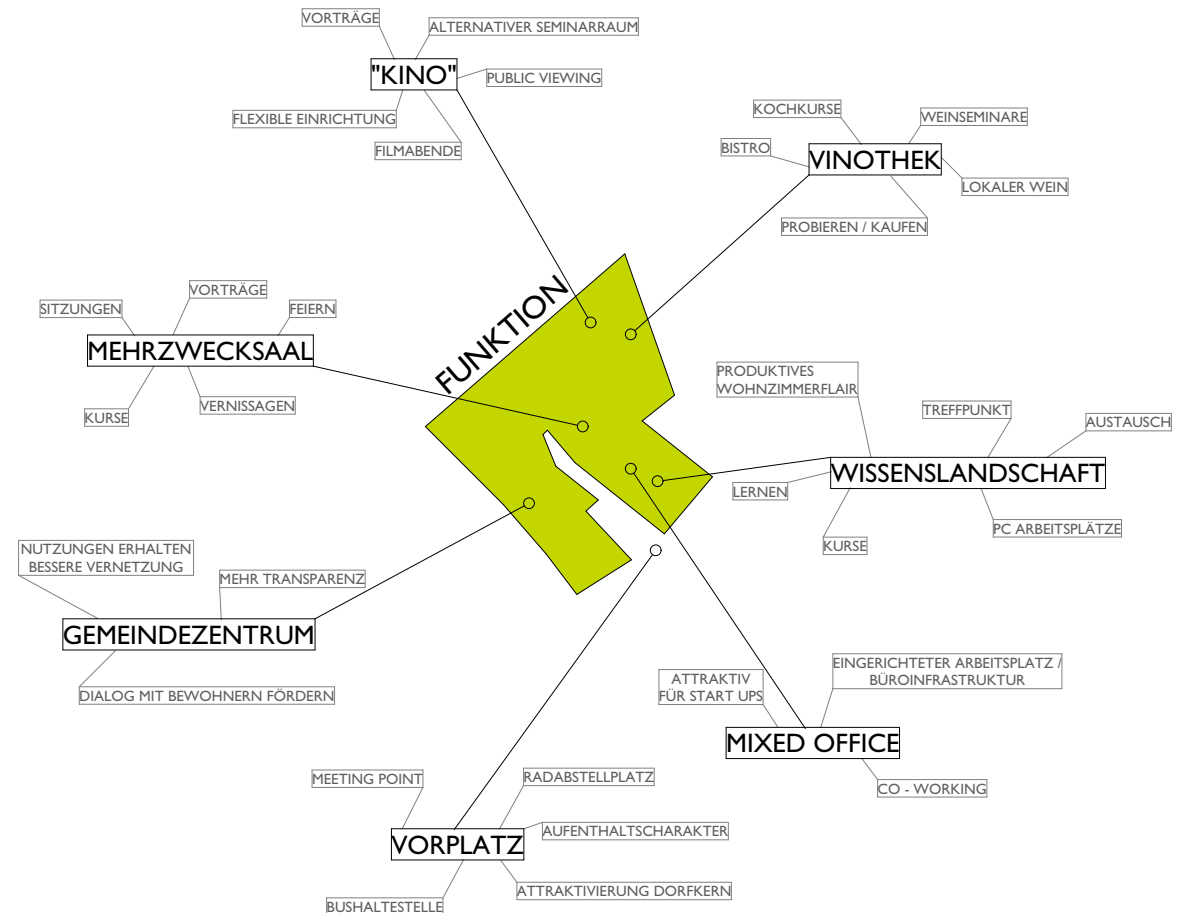 VORTRÄGE
ALTERNATIVER SEMINARRAUM
"KINO"
PUBLIC VIEWING
FLEXIBLE EINRICHTUNG
FILMABENDE
KOCHKURSE
WEINSEMINARE
BISTRO
VINOTHEK
LOKALER WEIN
PROBIEREN / KAUFEN
FUNKTION
VORTRÄGE
SITZUNGEN
FEIERN
MEHRZWECKSAAL
KURSE
VERNISSAGEN
PRODUKTIVES
WOHNZIMMERFLAIR
TREFFPUNKT
AUSTAUSCH
WISSENSLANDSCHAFT
LERNEN
KURSE
PC ARBEITSPLÄTZE
NUTZUNGEN ERHALTEN
BESSERE VERNETZUNG
MEHR TRANSPARENZ
GEMEINDEZENTRUM
DIALOG MIT BEWOHNERN FÖRDERN
ATTRAKTIV
FÜR START UPS
EINGERICHTETER ARBEITSPLATZ /
BÜROINFRASTRUKTUR
MIXED OFFICE
CO - WORKING
MEETING POINT
RADABSTELLPLATZ
VORPLATZ
AUFENTHALTSCHARAKTER
ATTRAKTIVIERUNG DORFKERN
BUSHALTESTELLE